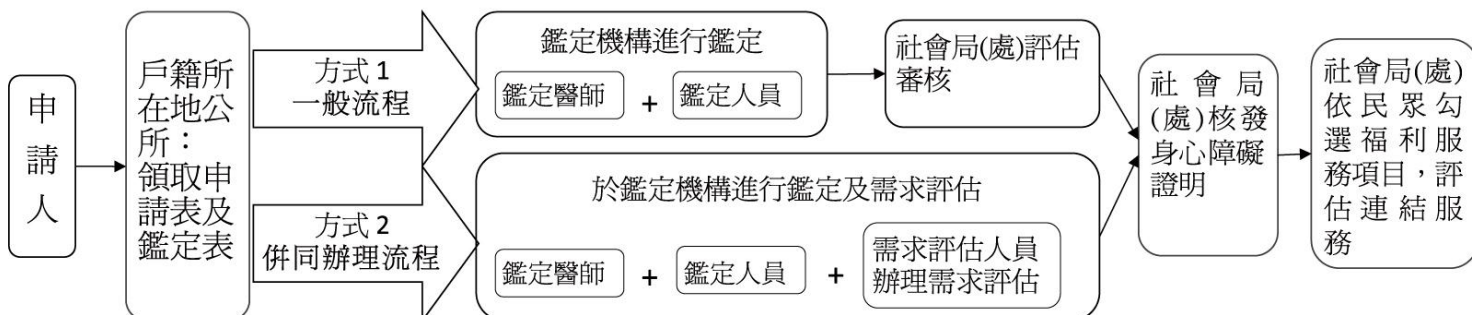 申
請
人
戶籍所
在地公
所：
領取申
請表及
鑑定表
方式 1
一般流程
鑑定機構進行鑑定
鑑定醫師 + 鑑定人員
社會局(處)評估
審核
方式 2
併同辦理流程
於鑑定機構進行鑑定及需求評估
鑑定醫師 + 鑑定人員 + 需求評估人員
辦理需求評估
社會局
(處)核發
身心障礙
證明
社會局(處)
依民眾勾
選福利服
務項目，評
估連結服
務